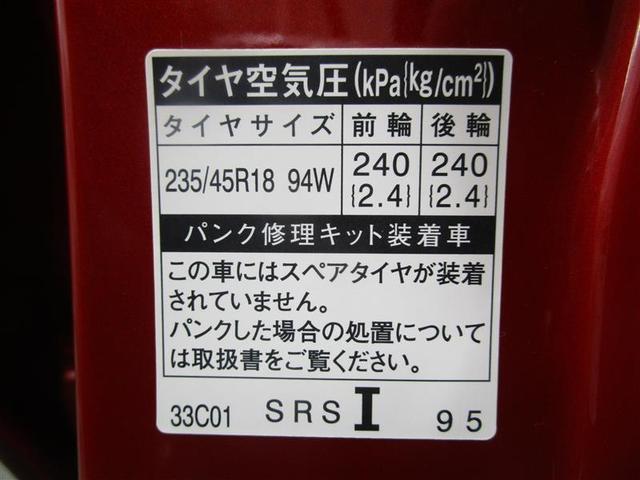 タイヤ空気圧(kPa{kg/cm²})
タイヤサイズ 前輪 後輪
235/45R18 94W 240 240
{2.4} {2.4}
パンク修理キット装着車
この車にはスペアタイヤが装着
されていません。
パンクした場合の処置について
は取扱書をご覧ください。
33C01 SRS I 95